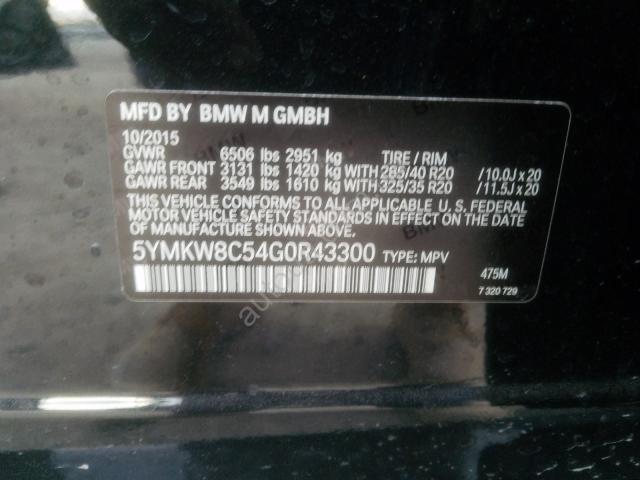 MFD BY BMW M GMBH
10/2015
GVWR 6506 lbs 2951 kg TIRE / RIM
GAWR FRONT 3131 lbs 1420 kg WITH 285/40 R20 /10.0J x 20
GAWR REAR 3549 lbs 1610 kg WITH 325/35 R20 /11.5J x 20
THIS VEHICLE CONFORMS TO ALL APPLICABLE U. S. FEDERAL
MOTOR VEHICLE SAFETY STANDARDS IN EFFECT ON THE
DATE OF MANUFACTURE SHOWN ABOVE.
5YMKW8C54G0R43300 TYPE: MPV
475M
7 320 729